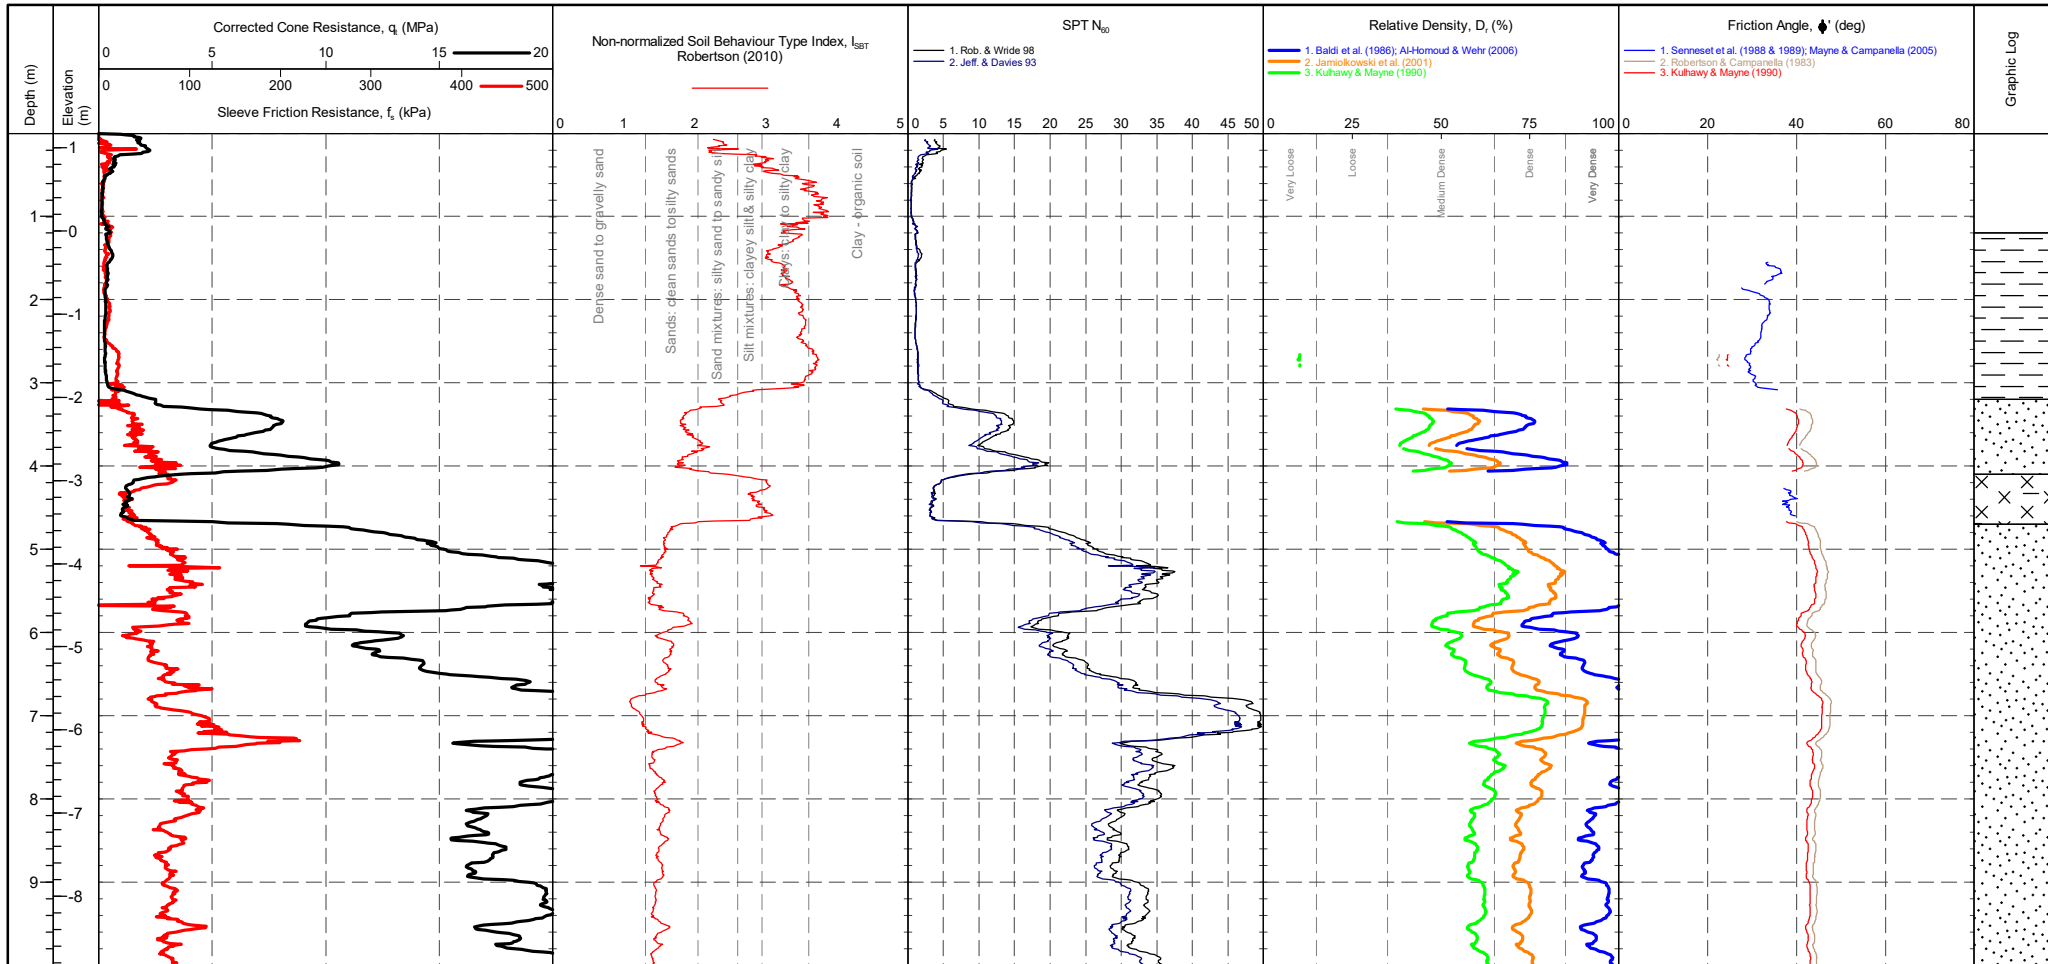 Corrected Cone Resistance, qt (MPa)
0 5 10 15 20
0 100 200 300 400 500
Sleeve Friction Resistance, fs (kPa)
Depth (m)
Elevation (m)
Non-normalized Soil Behaviour Type Index, ISBT
Robertson (2010)
0 1 2 3 4 5
SPT N60
1. Rob. & Wride 98
2. Jeff. & Davies 93
0 5 10 15 20 25 30 35 40 45 50
Relative Density, Dr (%)
1. Baldi et al. (1986); Al-Homoud & Wehr (2006)
2. Jamiolkowski et al. (2001)
3. Kulhawy & Mayne (1990)
0 25 50 75 100
Friction Angle, ϕ' (deg)
1. Senneset et al. (1988 & 1989); Mayne & Campanella (2005)
2. Robertson & Campanella (1983)
3. Kulhawy & Mayne (1990)
0 20 40 60 80
Graphic Log
Dense sand to gravelly sand
Sands: clean sands to silty sands
Sand mixtures: silty sand to sandy silt
Silt mixtures: clayey silt & silty clay
Clays: clay to silty clay
Clay - organic soil
Very Loose
Loose
Medium Dense
Dense
Very Dense
1
1
0
2
-1
3
-2
4
-3
5
-4
6
-5
7
-6
8
-7
9
-8